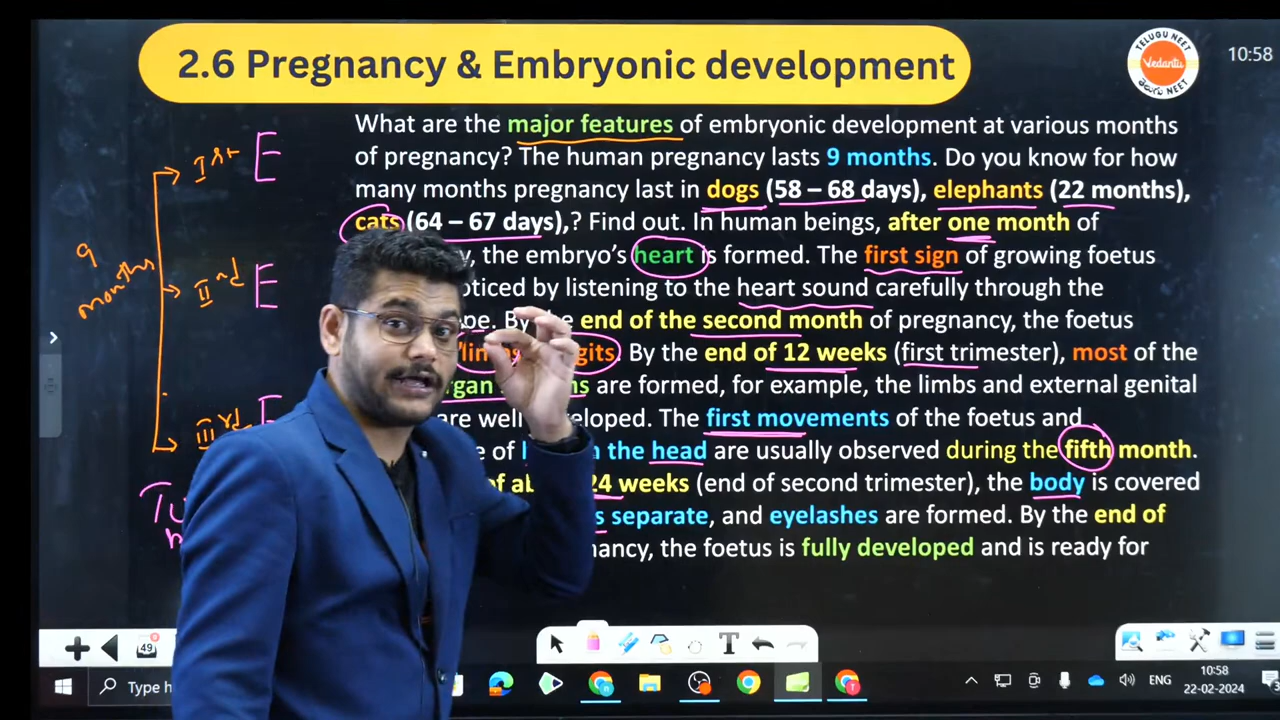 2.6 Pregnancy & Embryonic development
TELUGU NEET
Vedantu
తెలుగు NEET
10:58
What are the major features of embryonic development at various months
of pregnancy? The human pregnancy lasts 9 months. Do you know for how
many months pregnancy last in dogs (58 – 68 days), elephants (22 months),
cats (64 – 67 days),? Find out. In human beings, after one month of
the embryo's heart is formed. The first sign of growing foetus
by listening to the heart sound carefully through the
By the end of the second month of pregnancy, the foetus
By the end of 12 weeks (first trimester), most of the
are formed, for example, the limbs and external genital
are well developed. The first movements of the foetus and
of the head are usually observed during the fifth month.
of 24 weeks (end of second trimester), the body is covered
separate, and eyelashes are formed. By the end of
the foetus is fully developed and is ready for
9
months
Ist E
IInd E
IIIrd E
49
T
Type h
ENG
10:58
22-02-2024